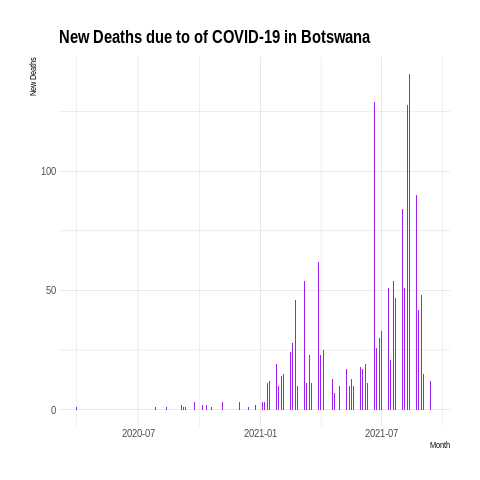 New Deaths due to of COVID-19 in Botswana
New Deaths
100
50
0
2020-07
2021-01
2021-07
Month